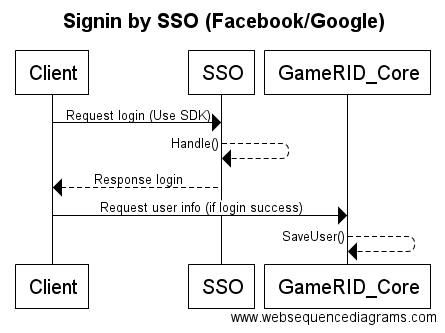 Signin by SSO (Facebook/Google)
Client SSO GameRID_Core
Request login (Use SDK)
Handle()
Response login
Request user info (if login success)
SaveUser()
Client SSO GameRID_Core
www.websequencediagrams.com